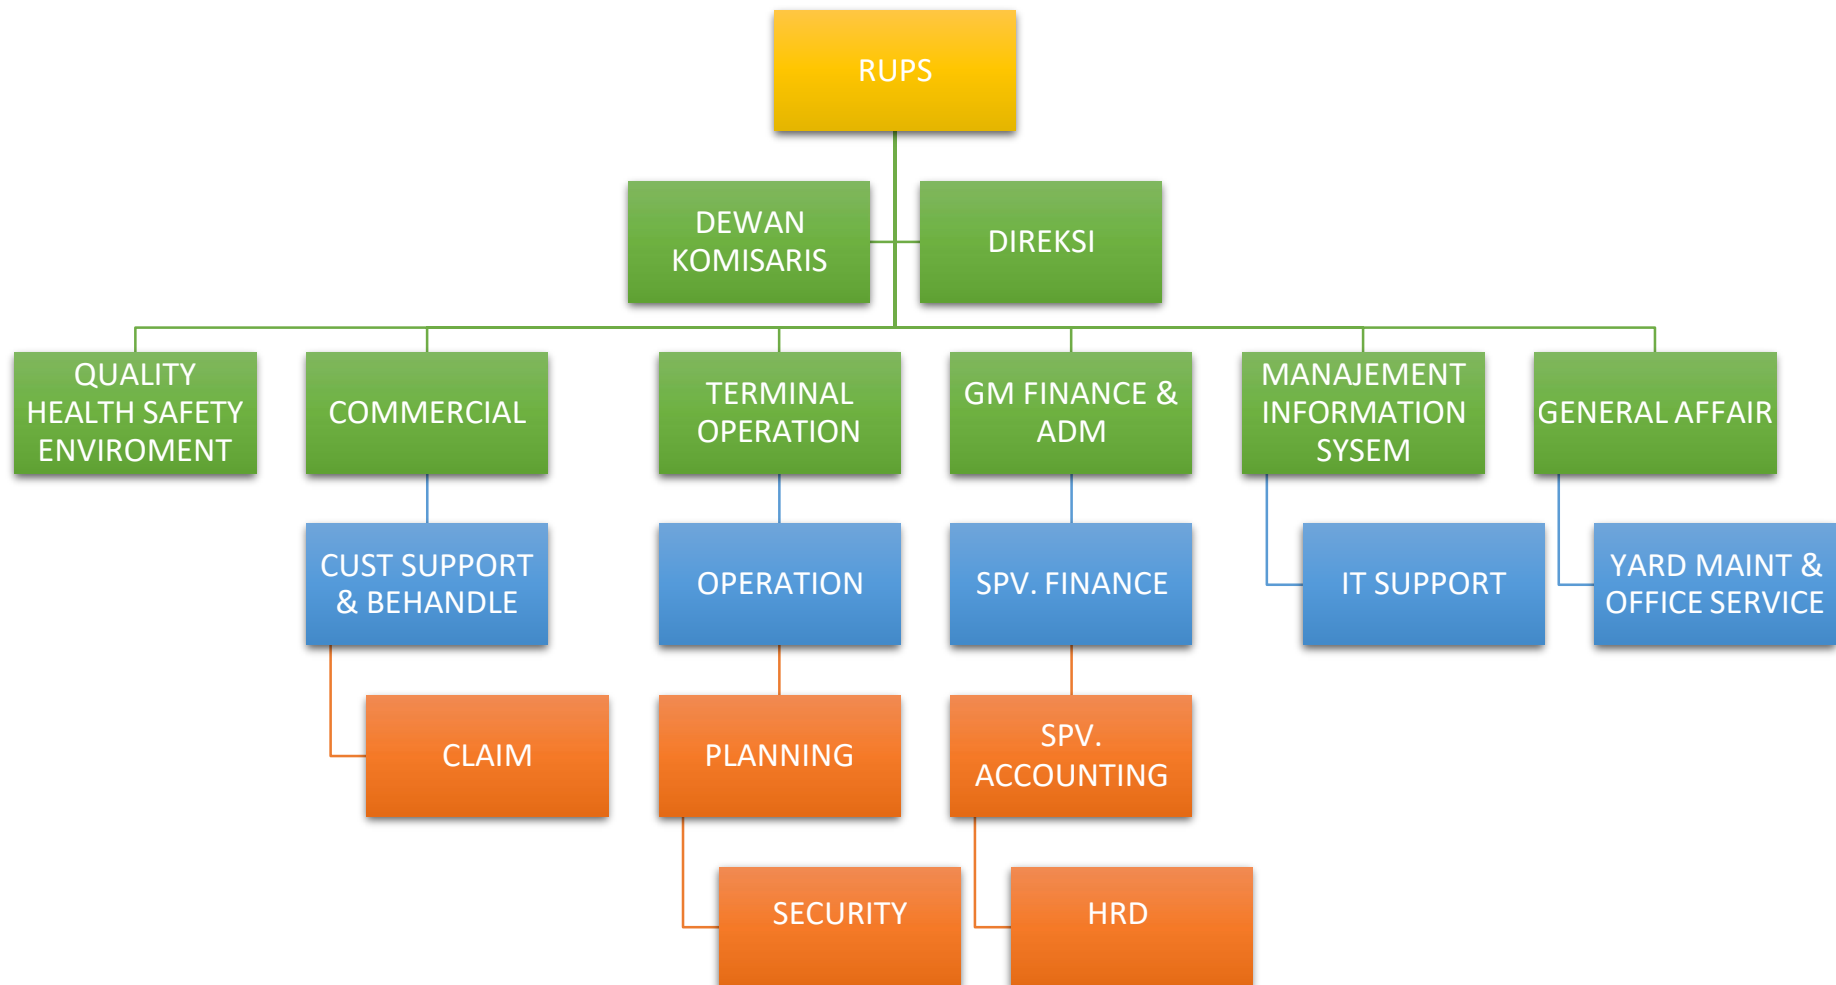 RUPS
DEWAN
KOMISARIS
DIREKSI
QUALITY
HEALTH SAFETY
ENVIROMENT
COMMERCIAL
TERMINAL
OPERATION
GM FINANCE &
ADM
MANAJEMENT
INFORMATION
SYSEM
GENERAL AFFAIR
CUST SUPPORT
& BEHANDLE
OPERATION
SPV. FINANCE
IT SUPPORT
YARD MAINT &
OFFICE SERVICE
CLAIM
PLANNING
SPV.
ACCOUNTING
SECURITY
HRD